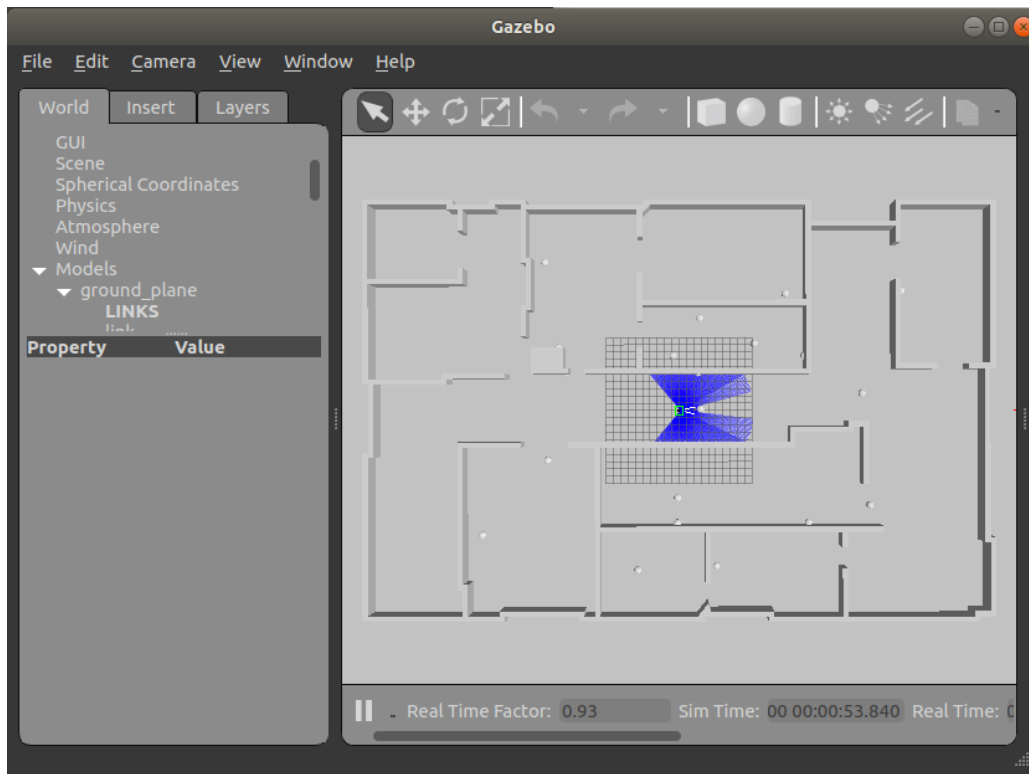 Gazebo
File Edit Camera View Window Help
World Insert Layers
GUI
Scene
Spherical Coordinates
Physics
Atmosphere
Wind
Models
ground_plane
LINKS
link
Property Value
Real Time Factor: 0.93 Sim Time: 00 00:00:53.840 Real Time: